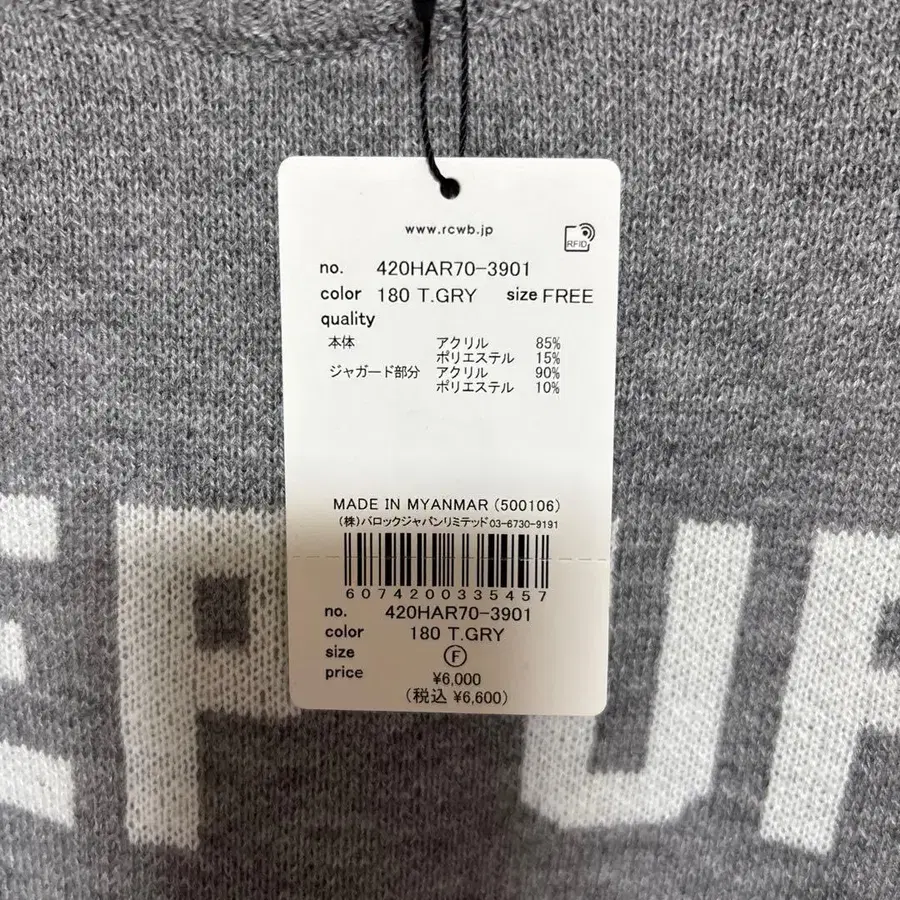 www.rcwb.jp
RFID
no. 420HAR70-3901
color 180 T.GRY size FREE
quality
本体 アクリル 85%
ポリエステル 15%
ジャガード部分 アクリル 90%
ポリエステル 10%
MADE IN MYANMAR (500106)
(株)バロックジャパンリミテッド 03-6730-9191
6074200335457
no. 420HAR70-3901
color 180 T.GRY
size F
price ¥6,000
(税込 ¥6,600)
EP UP